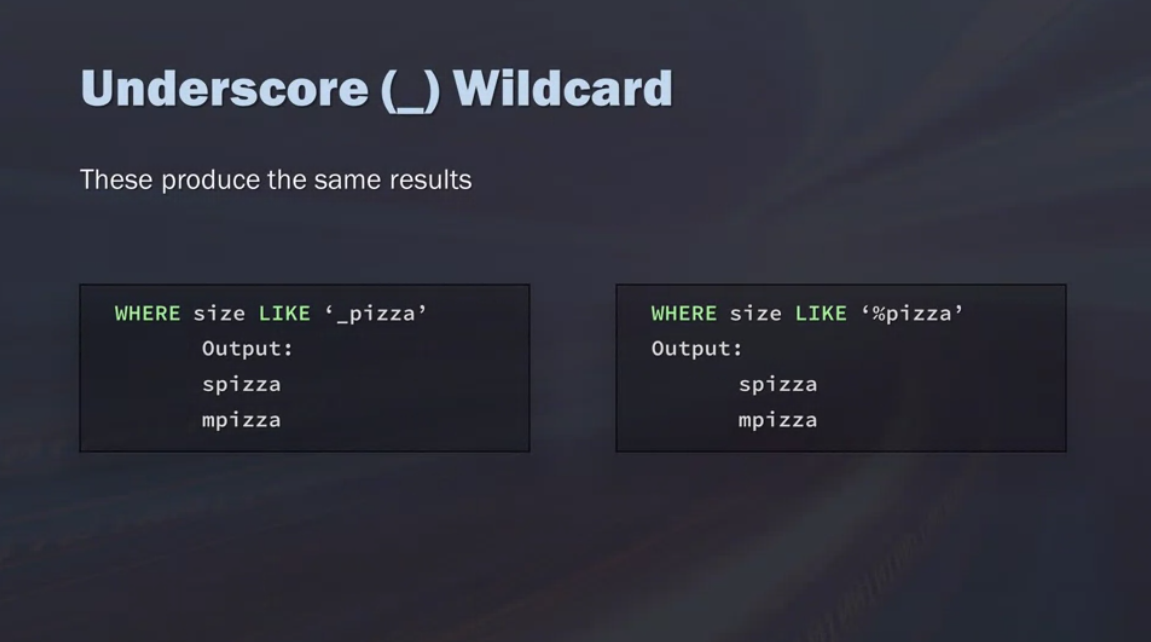 Underscore (_) Wildcard
These produce the same results
WHERE size LIKE ‘_pizza’
Output:
spizza
mpizza
WHERE size LIKE ‘%pizza’
Output:
spizza
mpizza